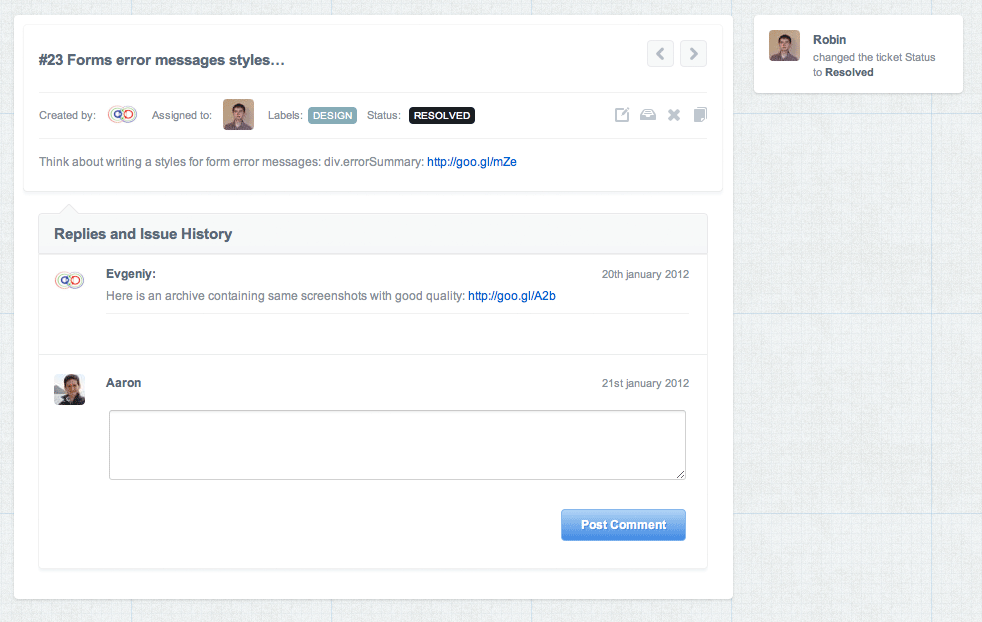 #23 Forms error messages styles…
Created by: Assigned to: Labels: DESIGN Status: RESOLVED
Think about writing a styles for form error messages: div.errorSummary: http://goo.gl/mZe
Replies and Issue History
Evgeniy: 20th january 2012
Here is an archive containing same screenshots with good quality: http://goo.gl/A2b
Aaron 21st january 2012
Post Comment
Robin
changed the ticket Status
to Resolved